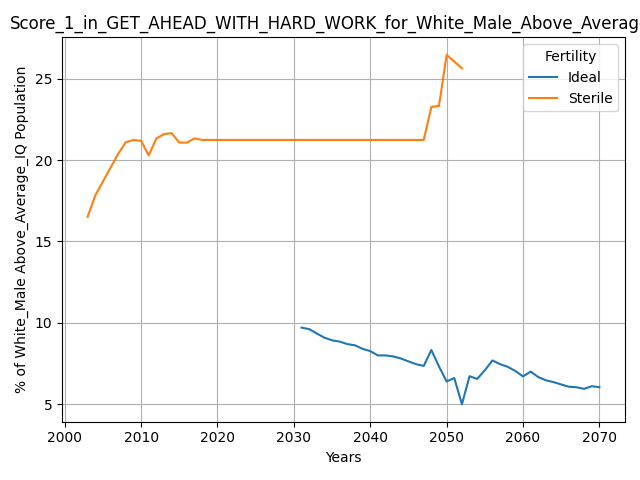 Score_1_in_GET_AHEAD_WITH_HARD_WORK_for_White_Male_Above_Averag
% of White_Male Above_Average_IQ Population
25
20
15
10
5
Fertility
Ideal
Sterile
2000 2010 2020 2030 2040 2050 2060 2070
Years